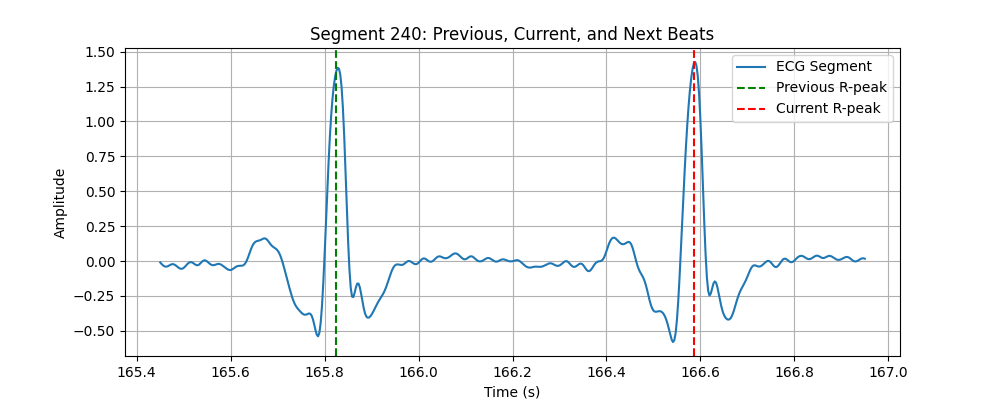 Segment 240: Previous, Current, and Next Beats
1.50
1.25
1.00
0.75
0.50
0.25
0.00
−0.25
−0.50
Amplitude
ECG Segment
Previous R-peak
Current R-peak
165.4 165.6 165.8 166.0 166.2 166.4 166.6 166.8 167.0
Time (s)